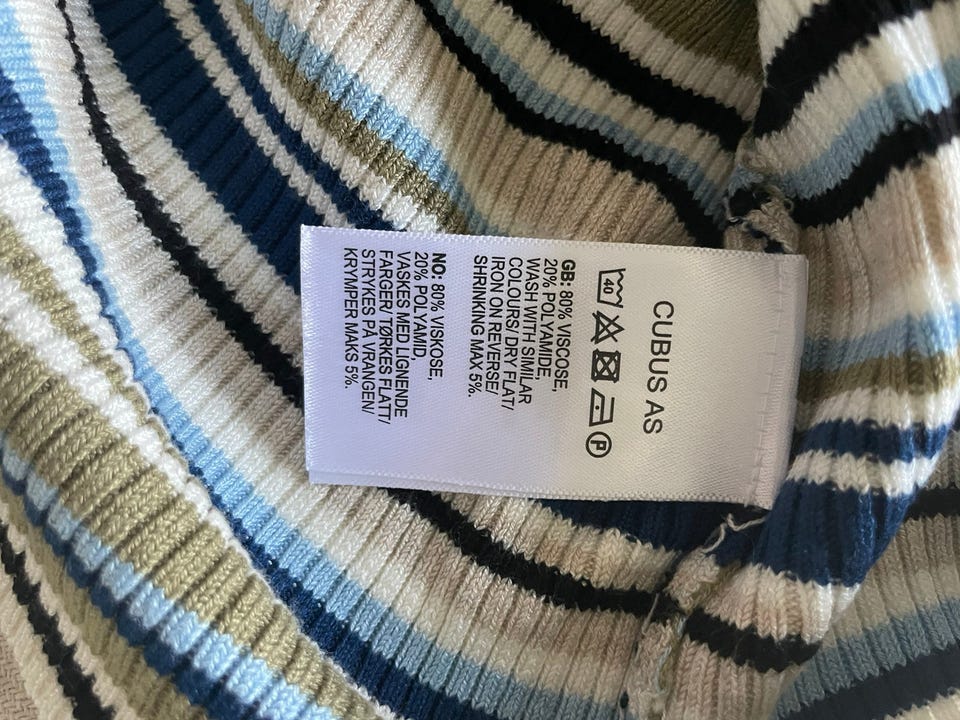 CUBUS AS
40 P
GB: 80% VISCOSE,
20% POLYAMIDE,
WASH WITH SIMILAR
COLOURS/ DRY FLAT/
IRON ON REVERSE/
SHRINKING MAX 5%.
NO: 80% VISKOSE,
20% POLYAMID,
VASKES MED LIGNENDE
FARGER/ TØRKES FLATT/
STRYKES PÅ VRANGEN/
KRYMPER MAKS 5%.